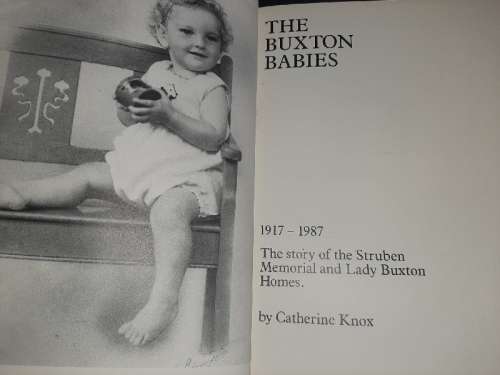 THE
BUXTON
BABIES
1917 – 1987
The story of the Struben
Memorial and Lady Buxton
Homes.
by Catherine Knox